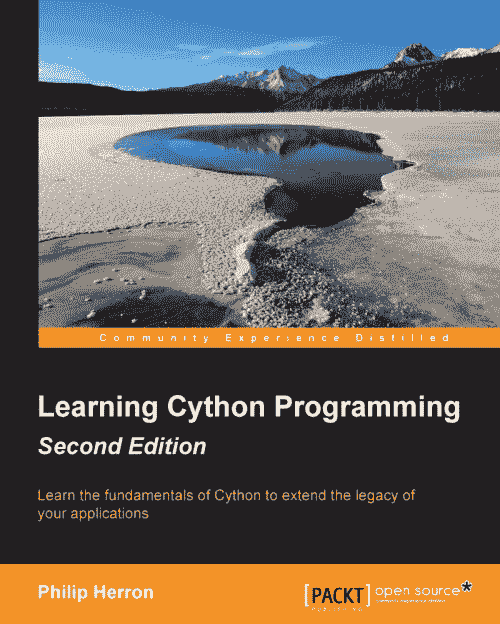 Community Experience Distilled
Learning Cython Programming
Second Edition
Learn the fundamentals of Cython to extend the legacy of
your applications
Philip Herron
[PACKT] open source*
PUBLISHING